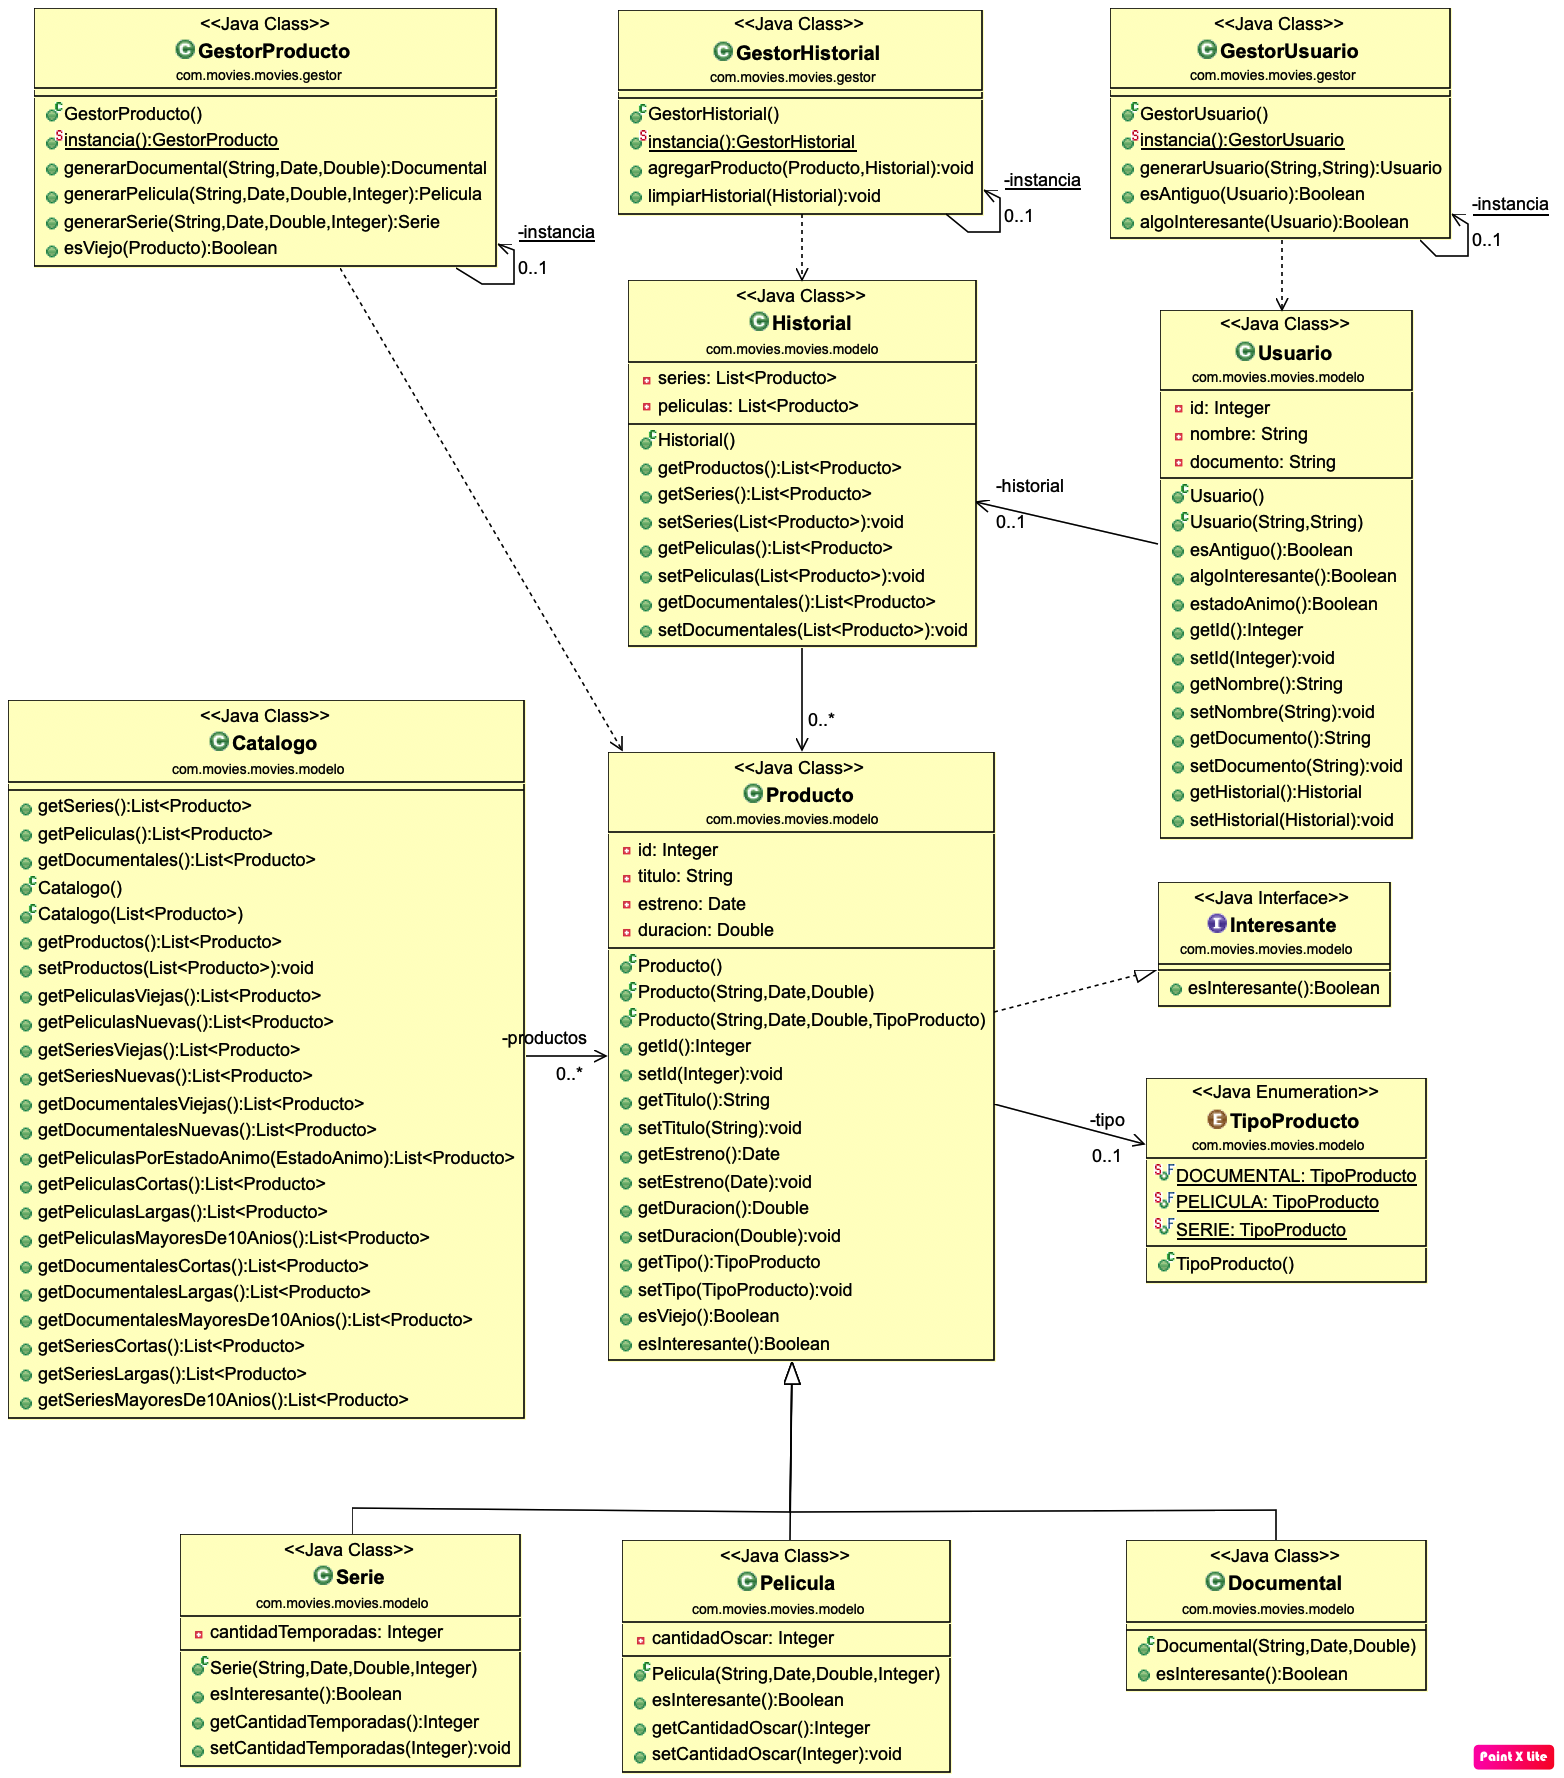 <<Java Class>>
GestorProducto
com.movies.movies.gestor
GestorProducto()
instancia():GestorProducto
generarDocumental(String,Date,Double):Documental
generarPelicula(String,Date,Double,Integer):Pelicula
generarSerie(String,Date,Double,Integer):Serie
esViejo(Producto):Boolean
-instancia
0..1
<<Java Class>>
GestorHistorial
com.movies.movies.gestor
GestorHistorial()
instancia():GestorHistorial
agregarProducto(Producto,Historial):void
limpiarHistorial(Historial):void
-instancia
0..1
<<Java Class>>
GestorUsuario
com.movies.movies.gestor
GestorUsuario()
instancia():GestorUsuario
generarUsuario(String,String):Usuario
esAntiguo(Usuario):Boolean
algoInteresante(Usuario):Boolean
-instancia
0..1
<<Java Class>>
Historial
com.movies.movies.modelo
series: List<Producto>
peliculas: List<Producto>
Historial()
getProductos():List<Producto>
getSeries():List<Producto>
setSeries(List<Producto>):void
getPeliculas():List<Producto>
setPeliculas(List<Producto>):void
getDocumentales():List<Producto>
setDocumentales(List<Producto>):void
-historial
0..1
0..*
<<Java Class>>
Usuario
com.movies.movies.modelo
id: Integer
nombre: String
documento: String
Usuario()
Usuario(String,String)
esAntiguo():Boolean
algoInteresante():Boolean
estadoAnimo():Boolean
getId():Integer
setId(Integer):void
getNombre():String
setNombre(String):void
getDocumento():String
setDocumento(String):void
getHistorial():Historial
setHistorial(Historial):void
<<Java Class>>
Catalogo
com.movies.movies.modelo
getSeries():List<Producto>
getPeliculas():List<Producto>
getDocumentales():List<Producto>
Catalogo()
Catalogo(List<Producto>)
getProductos():List<Producto>
setProductos(List<Producto>):void
getPeliculasViejas():List<Producto>
getPeliculasNuevas():List<Producto>
getSeriesViejas():List<Producto>
getSeriesNuevas():List<Producto>
getDocumentalesViejas():List<Producto>
getDocumentalesNuevas():List<Producto>
getPeliculasPorEstadoAnimo(EstadoAnimo):List<Producto>
getPeliculasCortas():List<Producto>
getPeliculasLargas():List<Producto>
getPeliculasMayoresDe10Anios():List<Producto>
getDocumentalesCortas():List<Producto>
getDocumentalesLargas():List<Producto>
getDocumentalesMayoresDe10Anios():List<Producto>
getSeriesCortas():List<Producto>
getSeriesLargas():List<Producto>
getSeriesMayoresDe10Anios():List<Producto>
-productos
0..*
<<Java Class>>
Producto
com.movies.movies.modelo
id: Integer
titulo: String
estreno: Date
duracion: Double
Producto()
Producto(String,Date,Double)
Producto(String,Date,Double,TipoProducto)
getId():Integer
setId(Integer):void
getTitulo():String
setTitulo(String):void
getEstreno():Date
setEstreno(Date):void
getDuracion():Double
setDuracion(Double):void
getTipo():TipoProducto
setTipo(TipoProducto):void
esViejo():Boolean
esInteresante():Boolean
<<Java Interface>>
Interesante
com.movies.movies.modelo
esInteresante():Boolean
-tipo
0..1
<<Java Enumeration>>
TipoProducto
com.movies.movies.modelo
DOCUMENTAL: TipoProducto
PELICULA: TipoProducto
SERIE: TipoProducto
TipoProducto()
<<Java Class>>
Serie
com.movies.movies.modelo
cantidadTemporadas: Integer
Serie(String,Date,Double,Integer)
esInteresante():Boolean
getCantidadTemporadas():Integer
setCantidadTemporadas(Integer):void
<<Java Class>>
Pelicula
com.movies.movies.modelo
cantidadOscar: Integer
Pelicula(String,Date,Double,Integer)
esInteresante():Boolean
getCantidadOscar():Integer
setCantidadOscar(Integer):void
<<Java Class>>
Documental
com.movies.movies.modelo
Documental(String,Date,Double)
esInteresante():Boolean
Paint X Lite